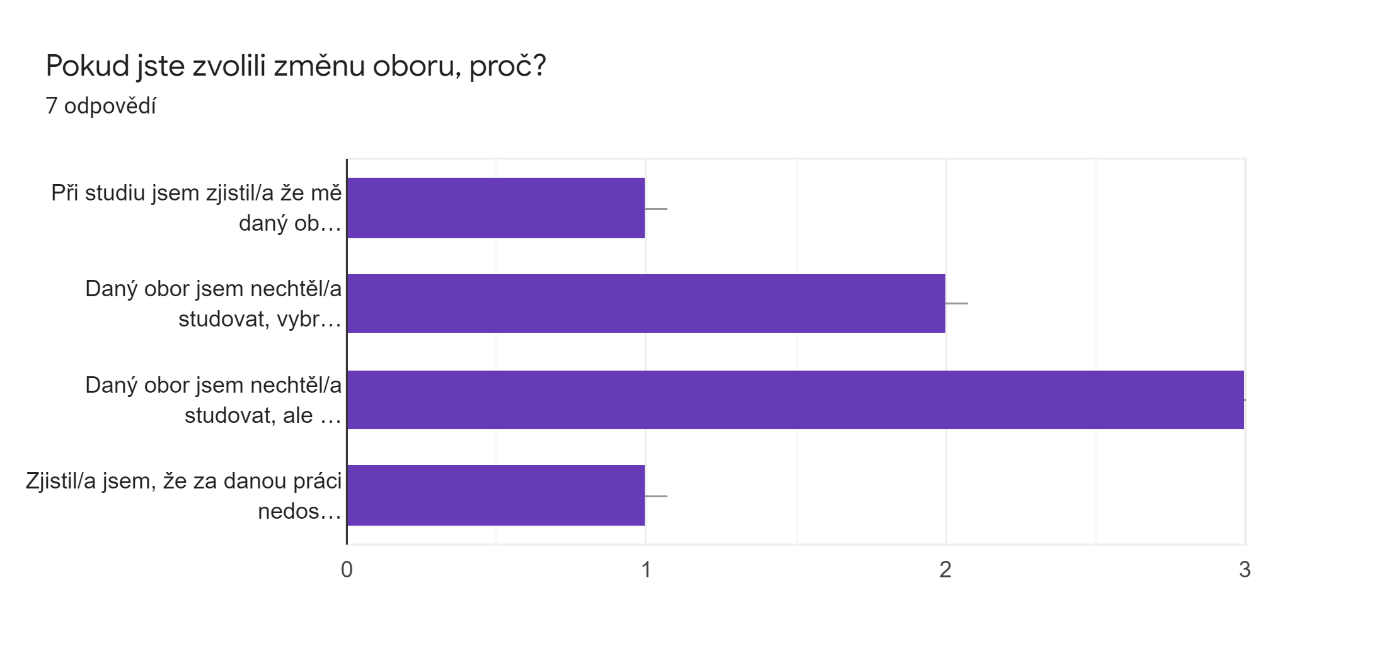 Pokud jste zvolili změnu oboru, proč?
7 odpovědí
Při studiu jsem zjistil/a že mě
daný ob…
Daný obor jsem nechtěl/a
studovat, vybr…
Daný obor jsem nechtěl/a
studovat, ale …
Zjistil/a jsem, že za danou práci
nedos…
0 1 2 3